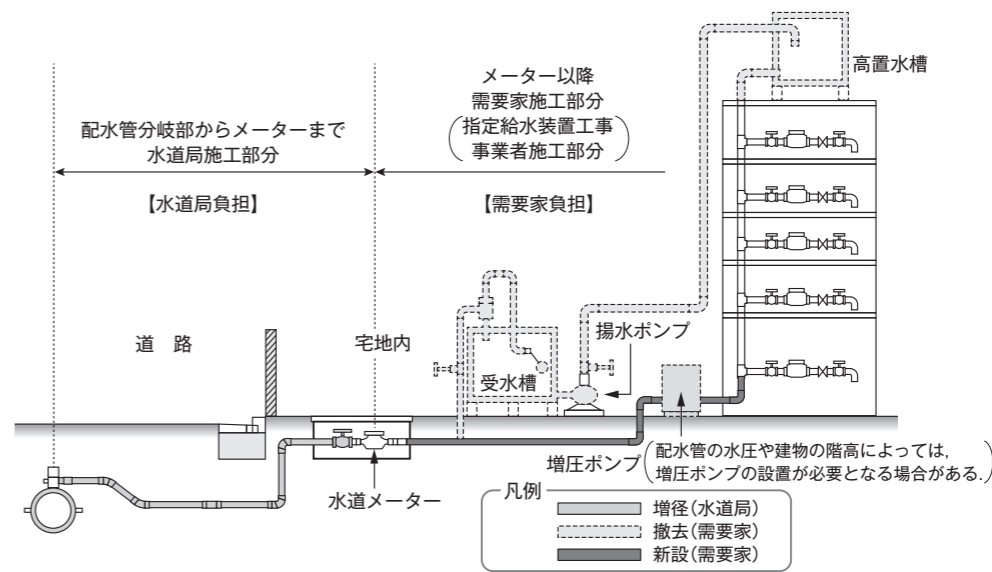 配水管分岐部からメーターまで
水道局施工部分
【水道局負担】
メーター以降
需要家施工部分
(指定給水装置工事
事業者施工部分)
【需要家負担】
高置水槽
道 路
宅地内
受水槽
揚水ポンプ
水道メーター
増圧ポンプ
(配水管の水圧や建物の階高によっては,
増圧ポンプの設置が必要となる場合がある.)
凡例
増径(水道局)
撤去(需要家)
新設(需要家)